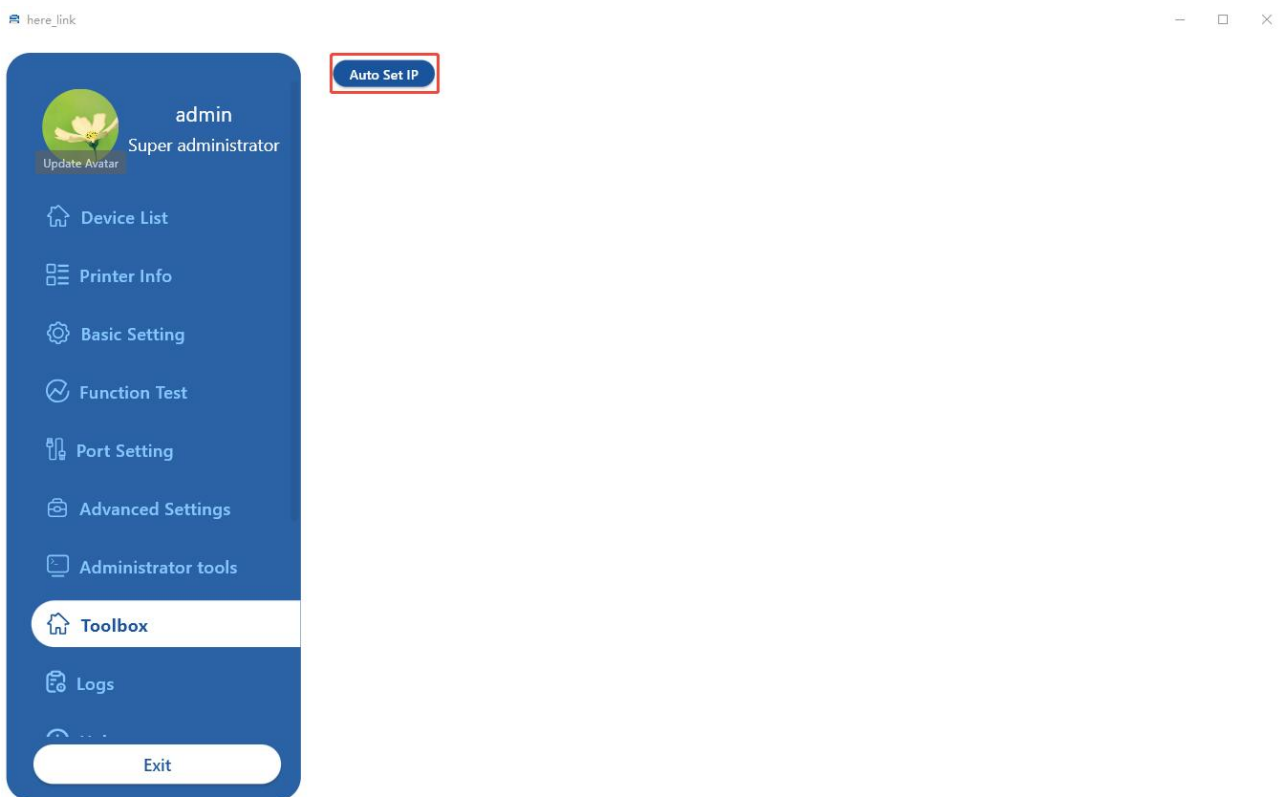 here_link
Auto Set IP
admin
Super administrator
Update Avatar
Device List
Printer Info
Basic Setting
Function Test
Port Setting
Advanced Settings
Administrator tools
Toolbox
Logs
Exit